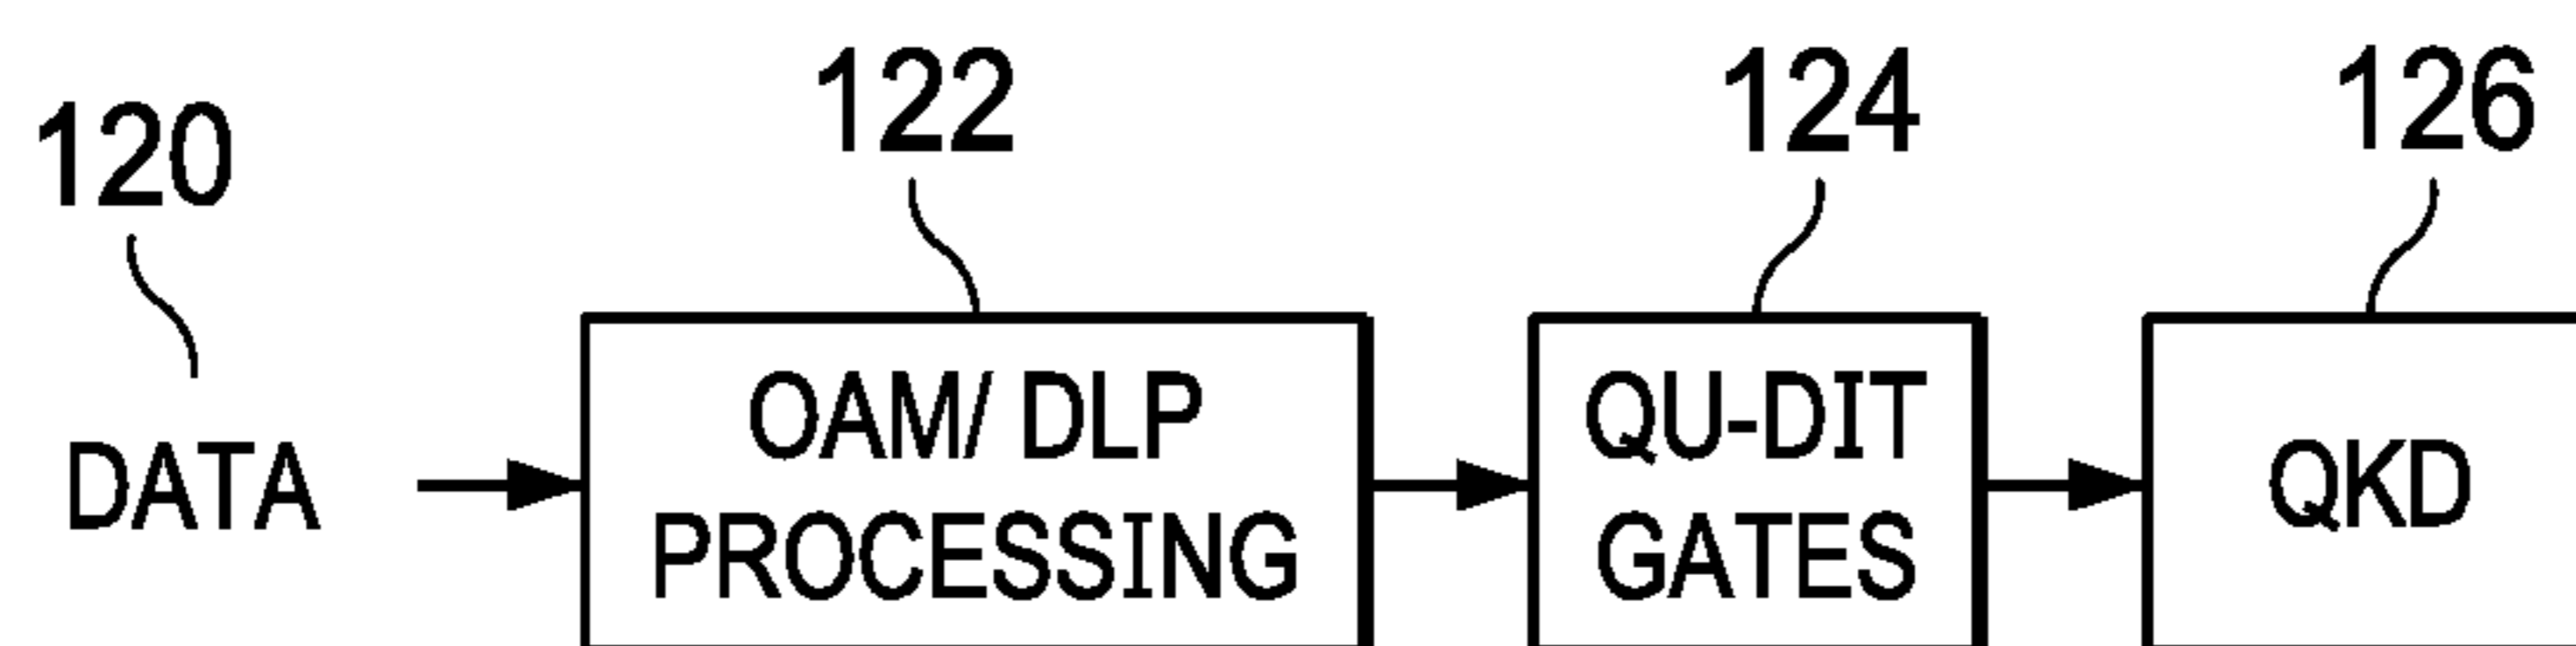 120
122
124
126
DATA
OAM/ DLP
PROCESSING
QU-DIT
GATES
QKD